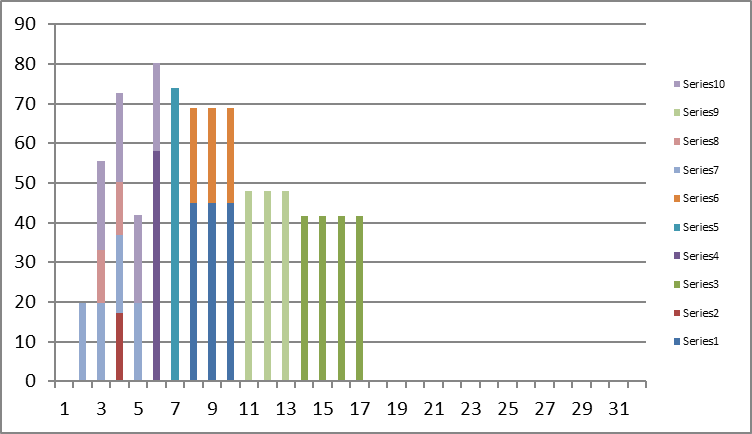 90
80
70
60
50
40
30
20
10
0
1 3 5 7 9 11 13 15 17 19 21 23 25 27 29 31
Series10
Series9
Series8
Series7
Series6
Series5
Series4
Series3
Series2
Series1